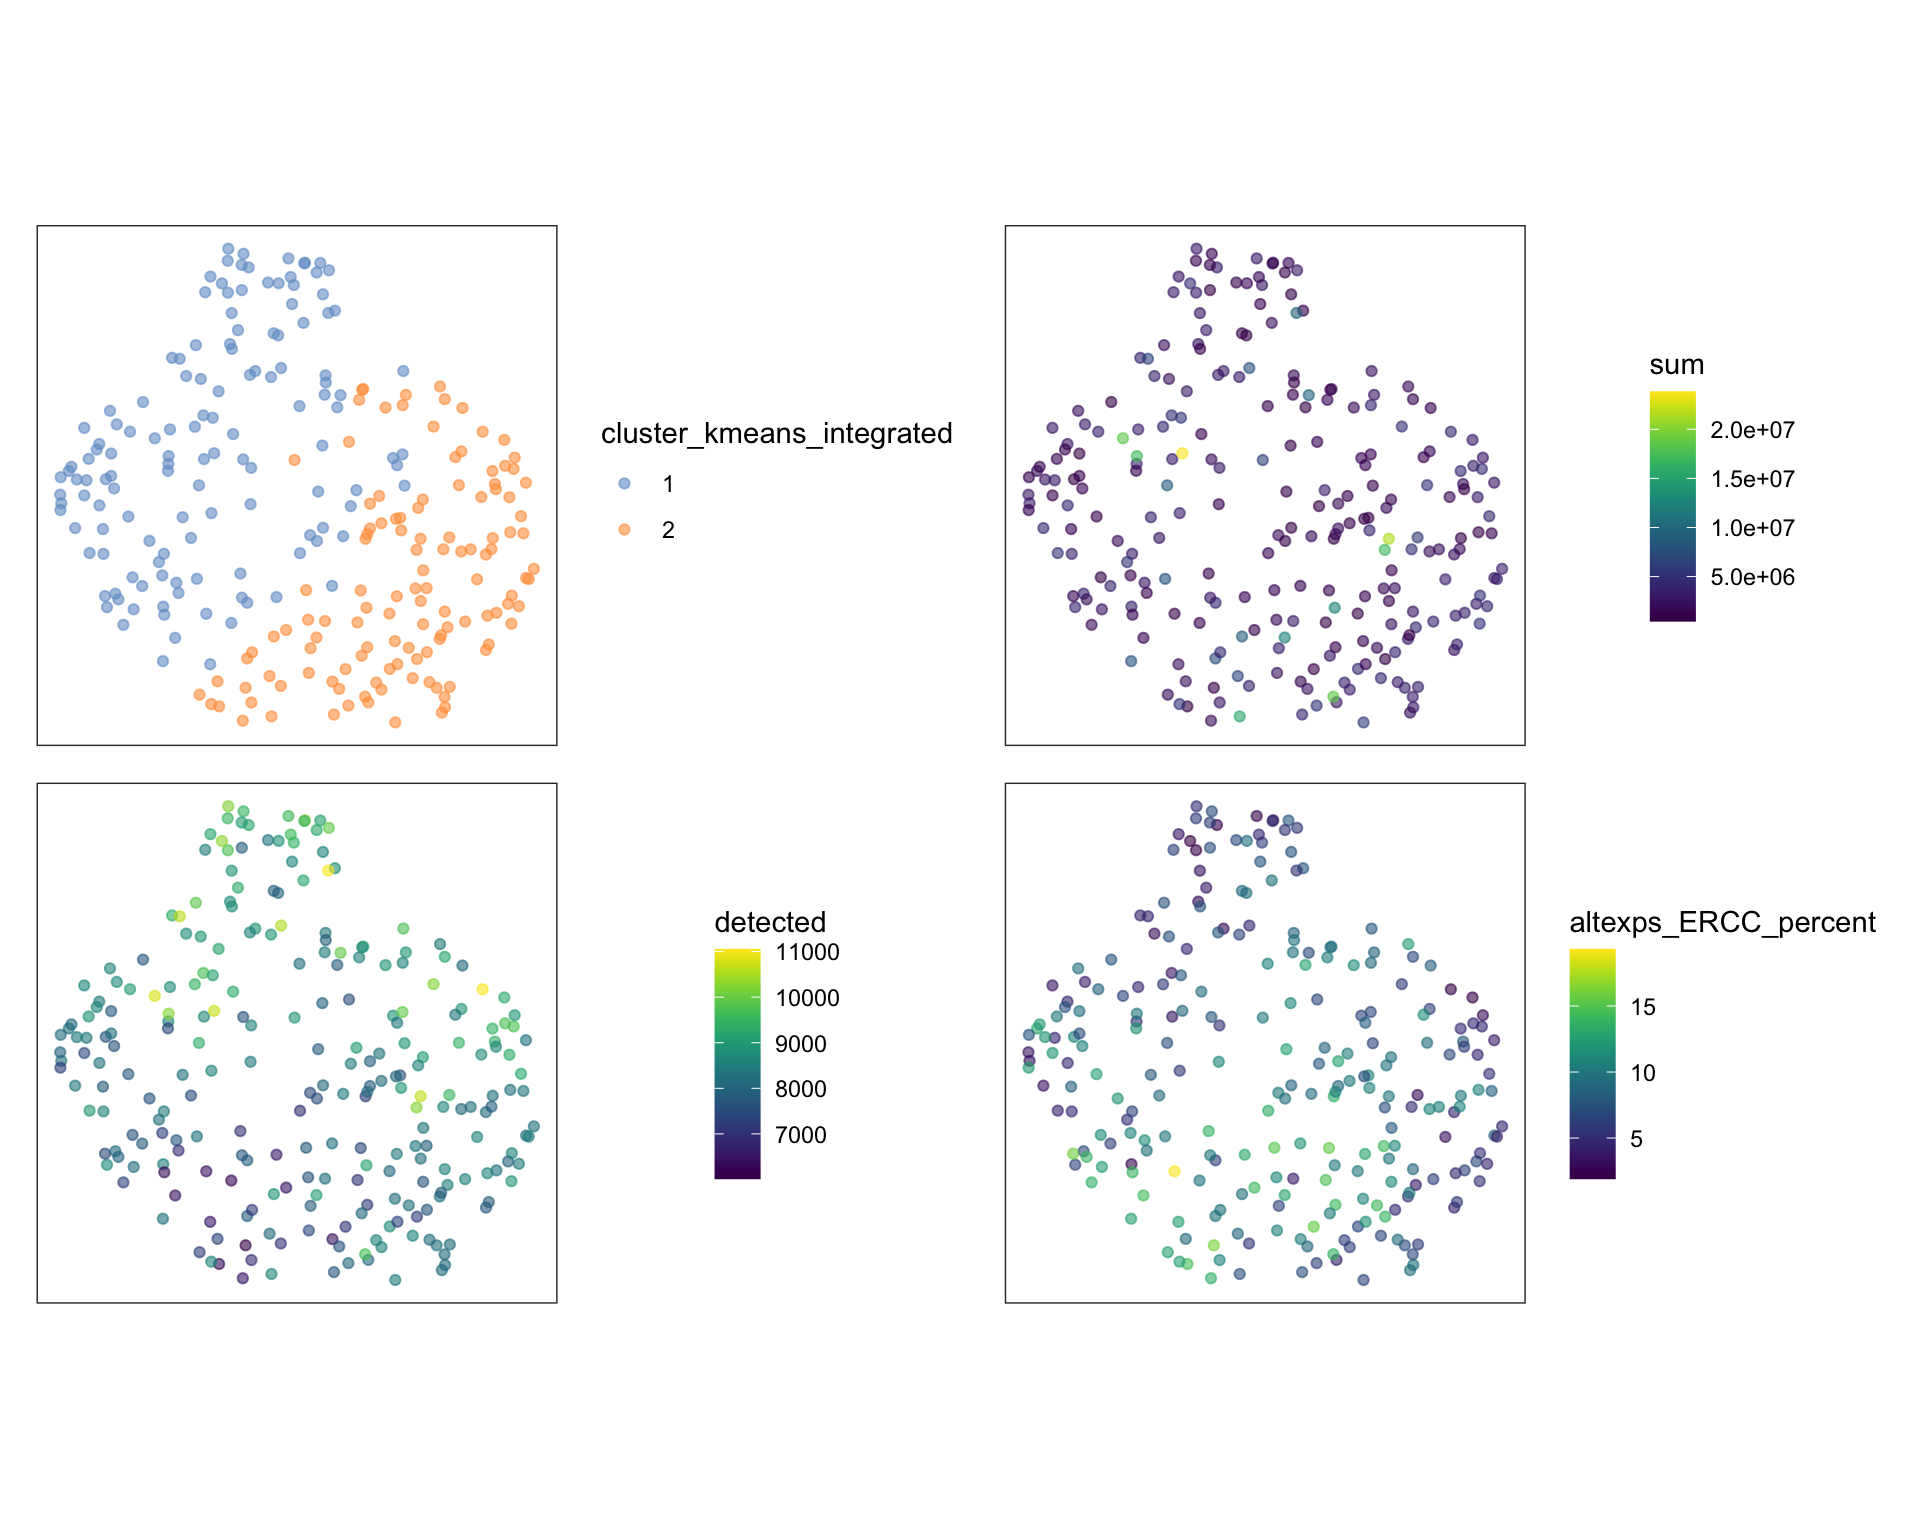 cluster_kmeans_integrated
1
2
sum
2.0e+07
1.5e+07
1.0e+07
5.0e+06
detected
11000
10000
9000
8000
7000
altexps_ERCC_percent
15
10
5